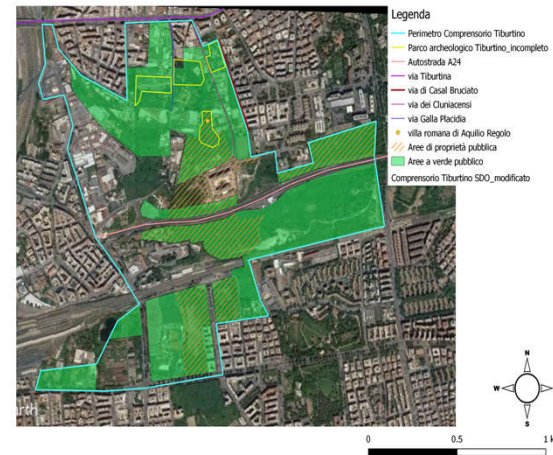 Legenda
Perimetro Comprensorio Tiburtino
Parco archeologico Tiburtino_incompleto
Autostrada A24
via Tiburtina
via di Casal Bruciato
via dei Cluniacensi
via Galla Placidia
villa romana di Aquilio Regolo
Aree di proprietà pubblica
Aree a verde pubblico
Comprensorio Tiburtino SDO_modificato
arth
N
W E
S
0 0.5 1 k